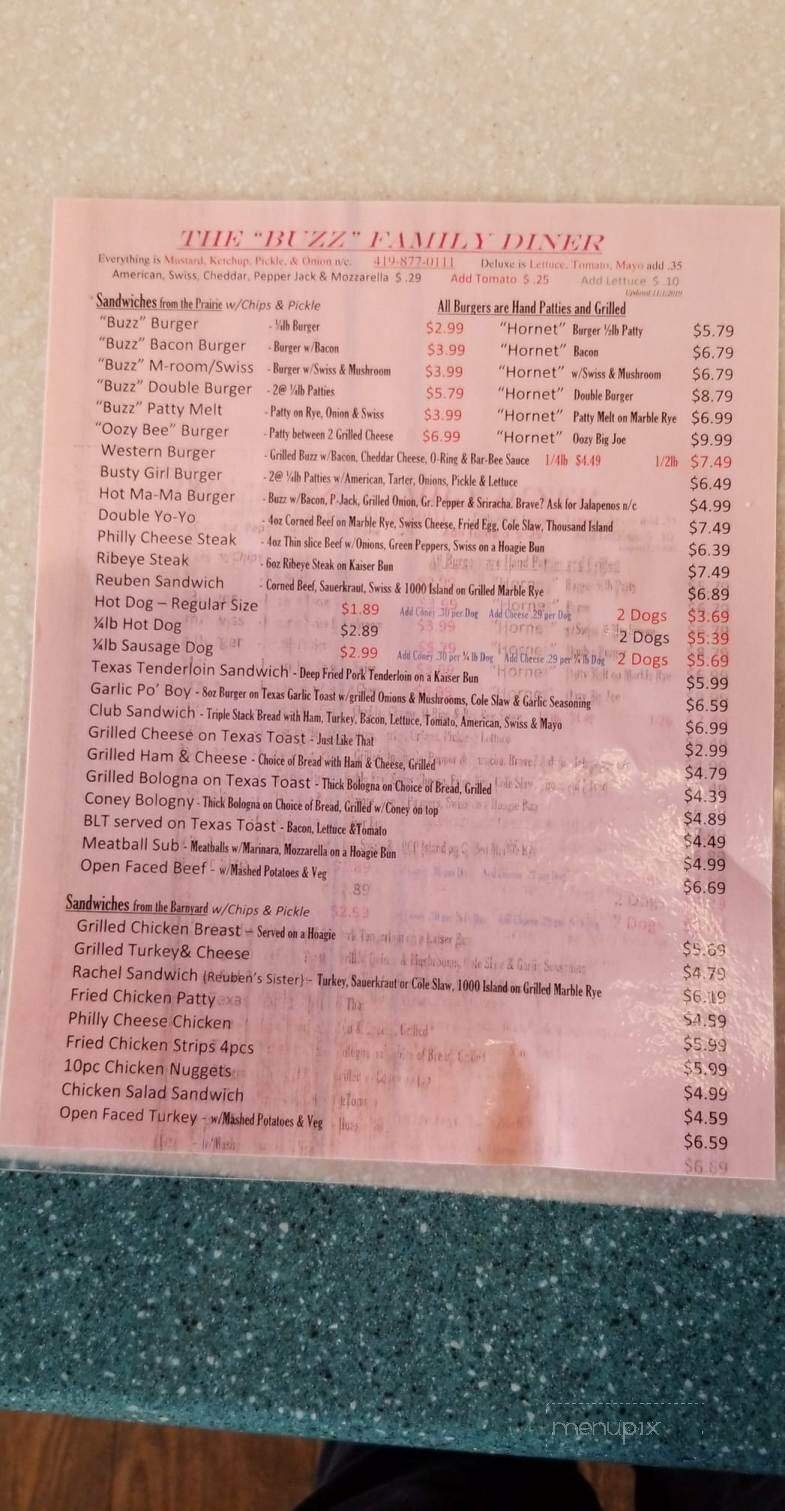 THE "BUZZ" FAMILY DINER
Everything is Mustard, Ketchup, Pickle, & Onion n/c. 419-877-0111 Deluxe is Lettuce, Tomato, Mayo add .35
American, Swiss, Cheddar, Pepper Jack & Mozzarella $ .29 Add Tomato $ .25 Add Lettuce $ .10
Updated 11/1/2019
Sandwiches from the Prairie w/Chips & Pickle All Burgers are Hand Patties and Grilled
"Buzz" Burger - ¼lb Burger $2.99 "Hornet" Burger ½lb Patty $5.79
"Buzz" Bacon Burger - Burger w/Bacon $3.99 "Hornet" Bacon $6.79
"Buzz" M-room/Swiss - Burger w/Swiss & Mushroom $3.99 "Hornet" w/Swiss & Mushroom $6.79
"Buzz" Double Burger - 2@ ¼lb Patties $5.79 "Hornet" Double Burger $8.79
"Buzz" Patty Melt - Patty on Rye, Onion & Swiss $3.99 "Hornet" Patty Melt on Marble Rye $6.99
"Oozy Bee" Burger - Patty between 2 Grilled Cheese $6.99 "Hornet" Oozy Big Joe $9.99
Western Burger - Grilled Buzz w/Bacon, Cheddar Cheese, O-Ring & Bar-Bee Sauce 1/4lb $4.49 1/2lb $7.49
Busty Girl Burger - 2@ ¼lb Patties w/American, Tarter, Onions, Pickle & Lettuce $6.49
Hot Ma-Ma Burger - Buzz w/Bacon, P-Jack, Grilled Onion, Gr. Pepper & Sriracha. Brave? Ask for Jalapenos n/c $4.99
Double Yo-Yo - 4oz Corned Beef on Marble Rye, Swiss Cheese, Fried Egg, Cole Slaw, Thousand Island $7.49
Philly Cheese Steak - 4oz Thin slice Beef w/Onions, Green Peppers, Swiss on a Hoagie Bun $6.39
Ribeye Steak - 6oz Ribeye Steak on Kaiser Bun $7.49
Reuben Sandwich - Corned Beef, Sauerkraut, Swiss & 1000 Island on Grilled Marble Rye $6.89
Hot Dog – Regular Size $1.89 Add Coney .30 per Dog Add Cheese .29 per Dog 2 Dogs $3.69
¼lb Hot Dog $2.89 2 Dogs $5.39
¼lb Sausage Dog $2.99 Add Coney .30 per ¼ lb Dog Add Cheese .29 per ¼ lb Dog 2 Dogs $5.69
Texas Tenderloin Sandwich - Deep Fried Pork Tenderloin on a Kaiser Bun $5.99
Garlic Po' Boy - 8oz Burger on Texas Garlic Toast w/grilled Onions & Mushrooms, Cole Slaw & Garlic Seasoning $6.59
Club Sandwich - Triple Stack Bread with Ham, Turkey, Bacon, Lettuce, Tomato, American, Swiss & Mayo $6.99
Grilled Cheese on Texas Toast - Just Like That $2.99
Grilled Ham & Cheese - Choice of Bread with Ham & Cheese, Grilled $4.79
Grilled Bologna on Texas Toast - Thick Bologna on Choice of Bread, Grilled $4.39
Coney Bologny - Thick Bologna on Choice of Bread, Grilled w/Coney on top $4.89
BLT served on Texas Toast - Bacon, Lettuce &Tomato $4.49
Meatball Sub - Meatballs w/Marinara, Mozzarella on a Hoagie Bun $4.99
Open Faced Beef - w/Mashed Potatoes & Veg $6.69
Sandwiches from the Barnyard w/Chips & Pickle
Grilled Chicken Breast – Served on a Hoagie $5.69
Grilled Turkey& Cheese $4.79
Rachel Sandwich (Reuben's Sister) - Turkey, Sauerkraut or Cole Slaw, 1000 Island on Grilled Marble Rye $6.19
Fried Chicken Patty $4.59
Philly Cheese Chicken $5.99
Fried Chicken Strips 4pcs $5.99
10pc Chicken Nuggets $4.99
Chicken Salad Sandwich $4.59
Open Faced Turkey - w/Mashed Potatoes & Veg $6.59
$6.89
menupix